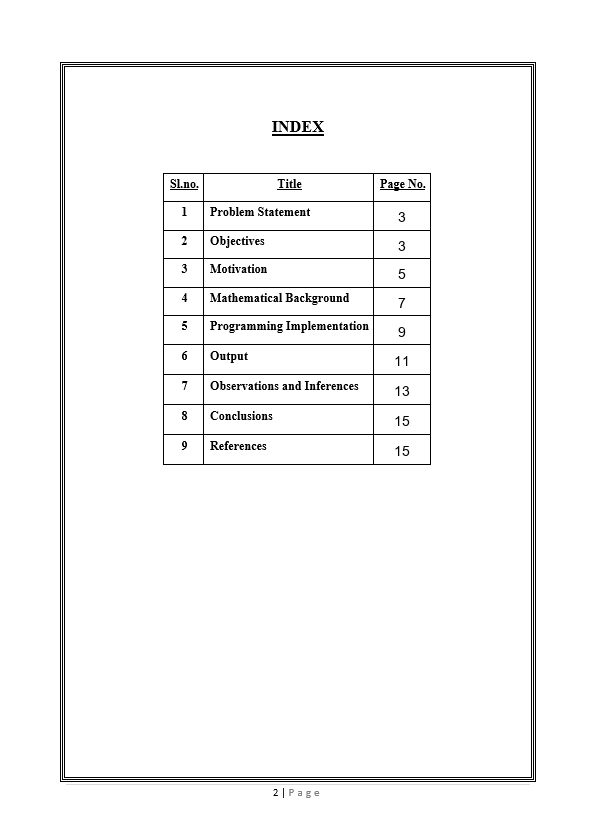 INDEX
Sl.no. Title Page No.
1 Problem Statement 3
2 Objectives 3
3 Motivation 5
4 Mathematical Background 7
5 Programming Implementation 9
6 Output 11
7 Observations and Inferences 13
8 Conclusions 15
9 References 15
2 | P a g e